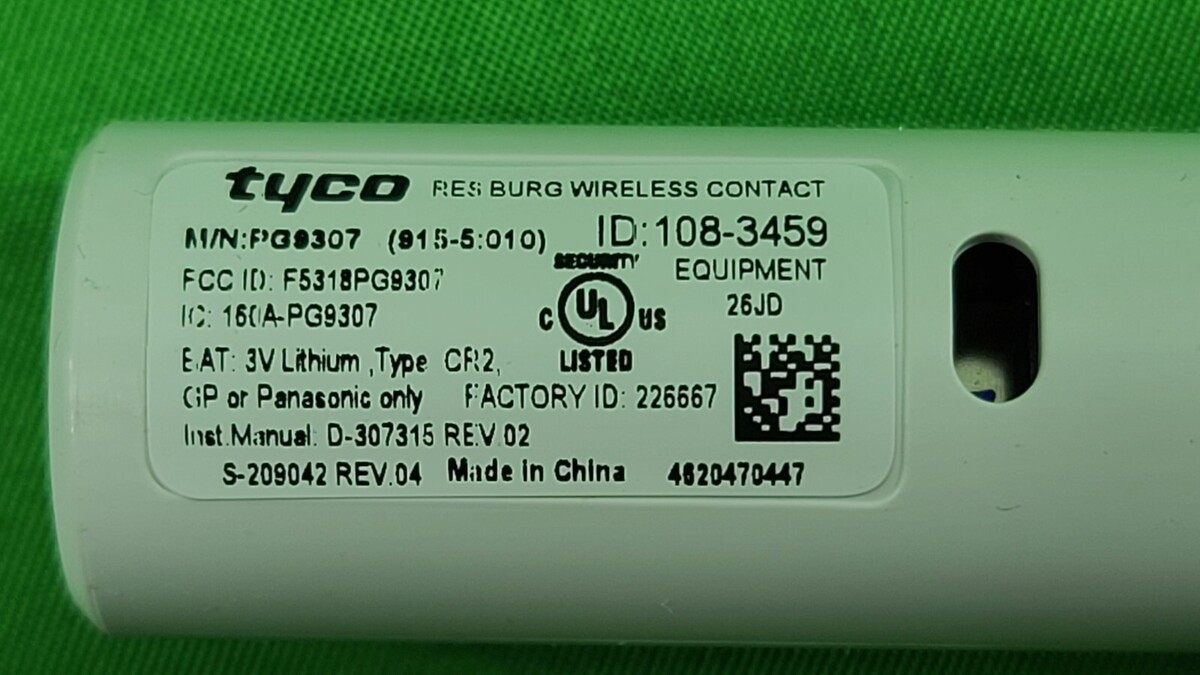 tyco RES BURG WIRELESS CONTACT
M/N:PG9307 (915-5:010) ID:108-3459
SECURITY EQUIPMENT
FCC ID: F5318PG9307
C UL US 26JD
IC: 160A-PG9307
LISTED
BAT: 3V Lithium ,Type CR2,
GP or Panasonic only FACTORY ID: 226667
Inst.Manual: D-307315 REV.02
S-209042 REV.04 Made in China 4620470447